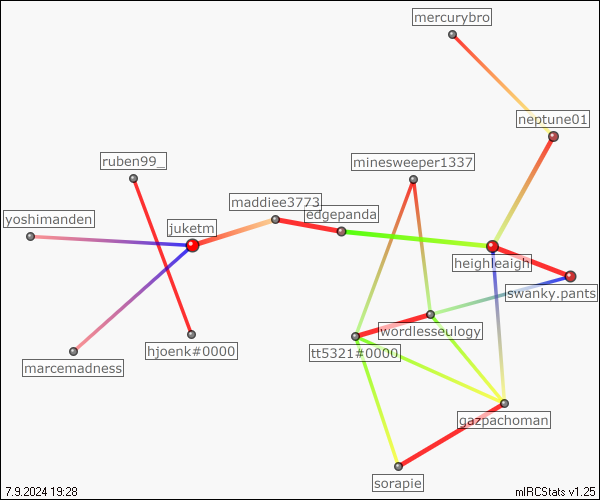 mercurybro
neptune01
ruben99_
minesweeper1337
maddiee3773
edgepanda
yoshimanden
juketm
heighleaigh
swanky.pants
wordlesseulogy
hjoenk#0000
tt5321#0000
marcemadness
gazpachoman
sorapie
7.9.2024 19:28
mIRCStats v1.25